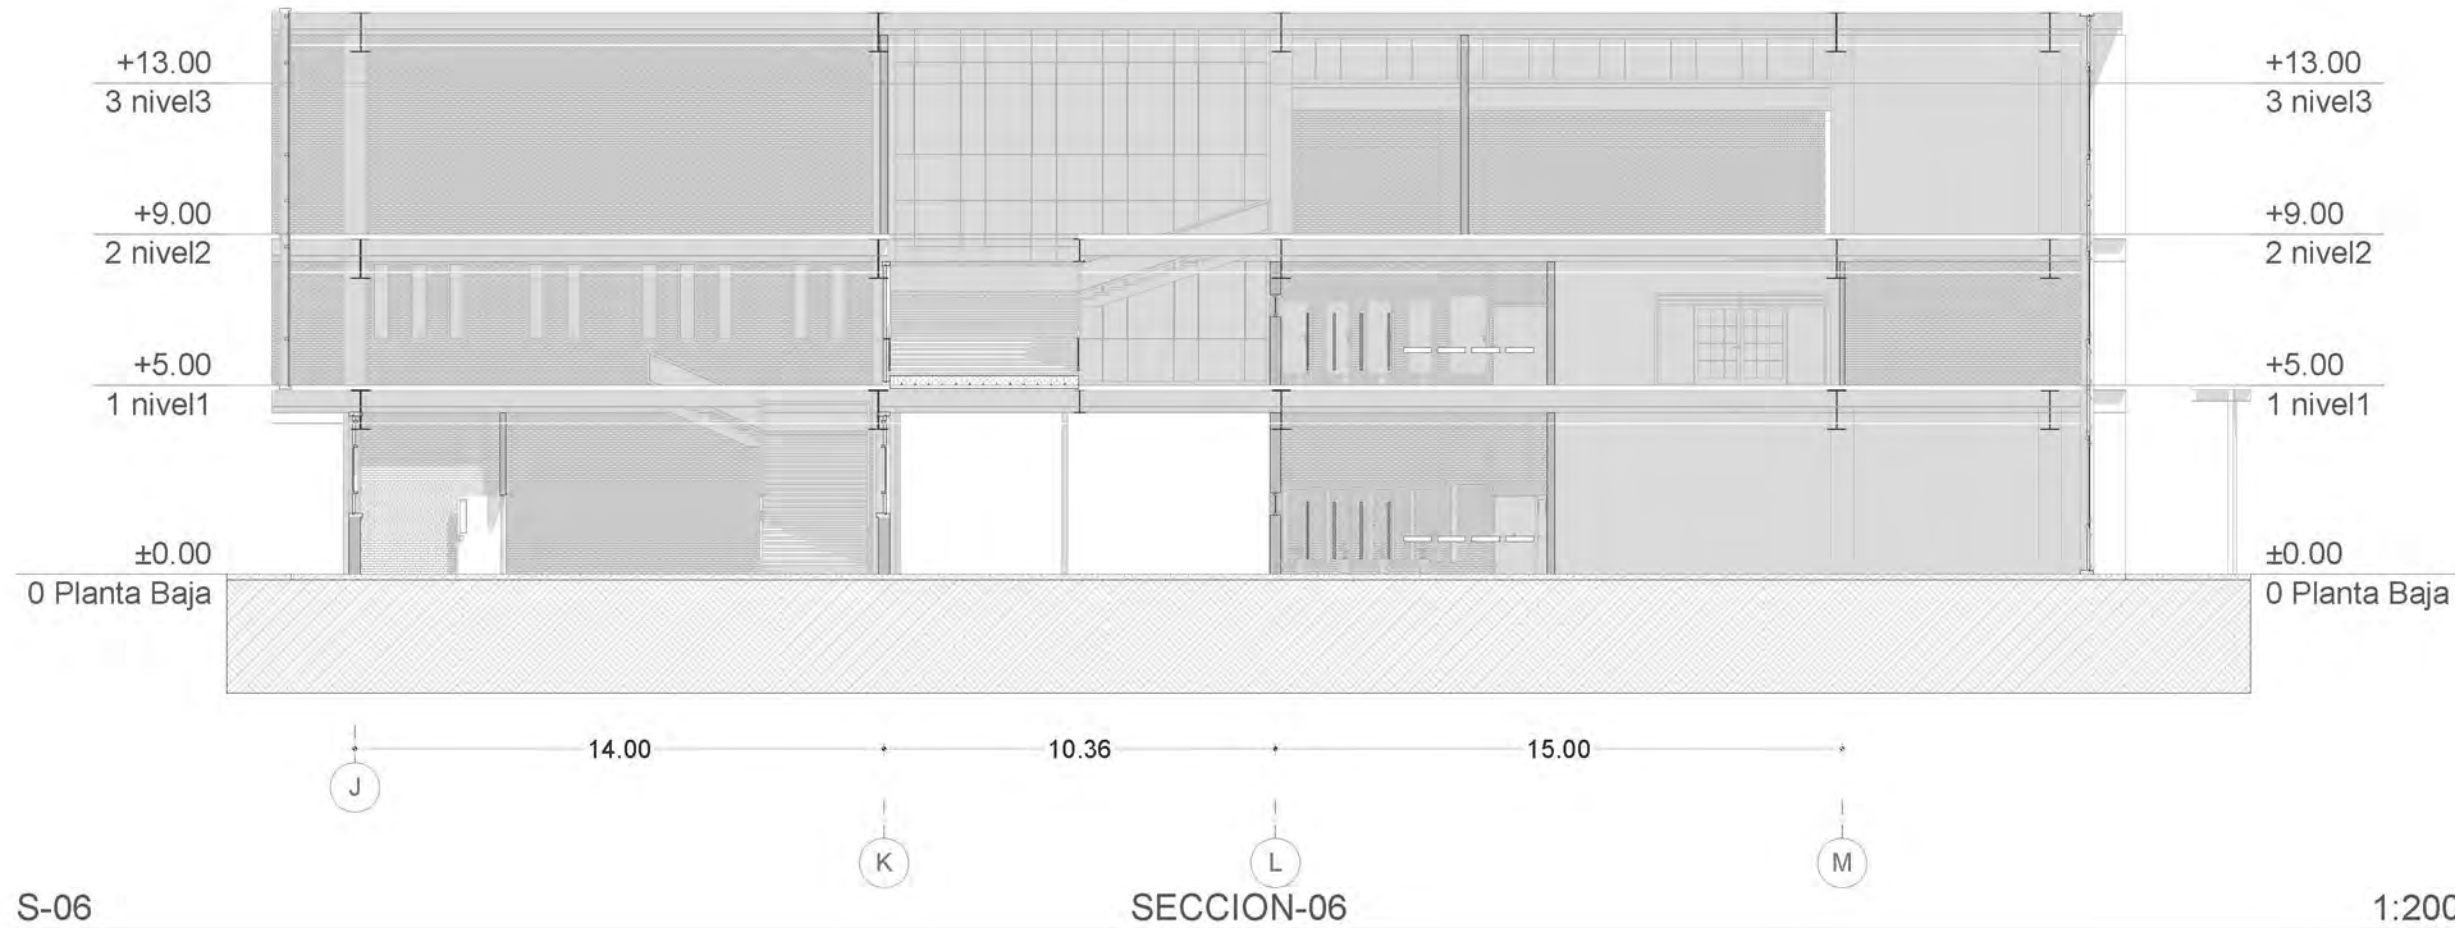 +13.00
3 nivel3
+9.00
2 nivel2
+5.00
1 nivel1
±0.00
0 Planta Baja
+13.00
3 nivel3
+9.00
2 nivel2
+5.00
1 nivel1
±0.00
0 Planta Baja
14.00 10.36 15.00
J
K L M
S-06 SECCION-06 1:200